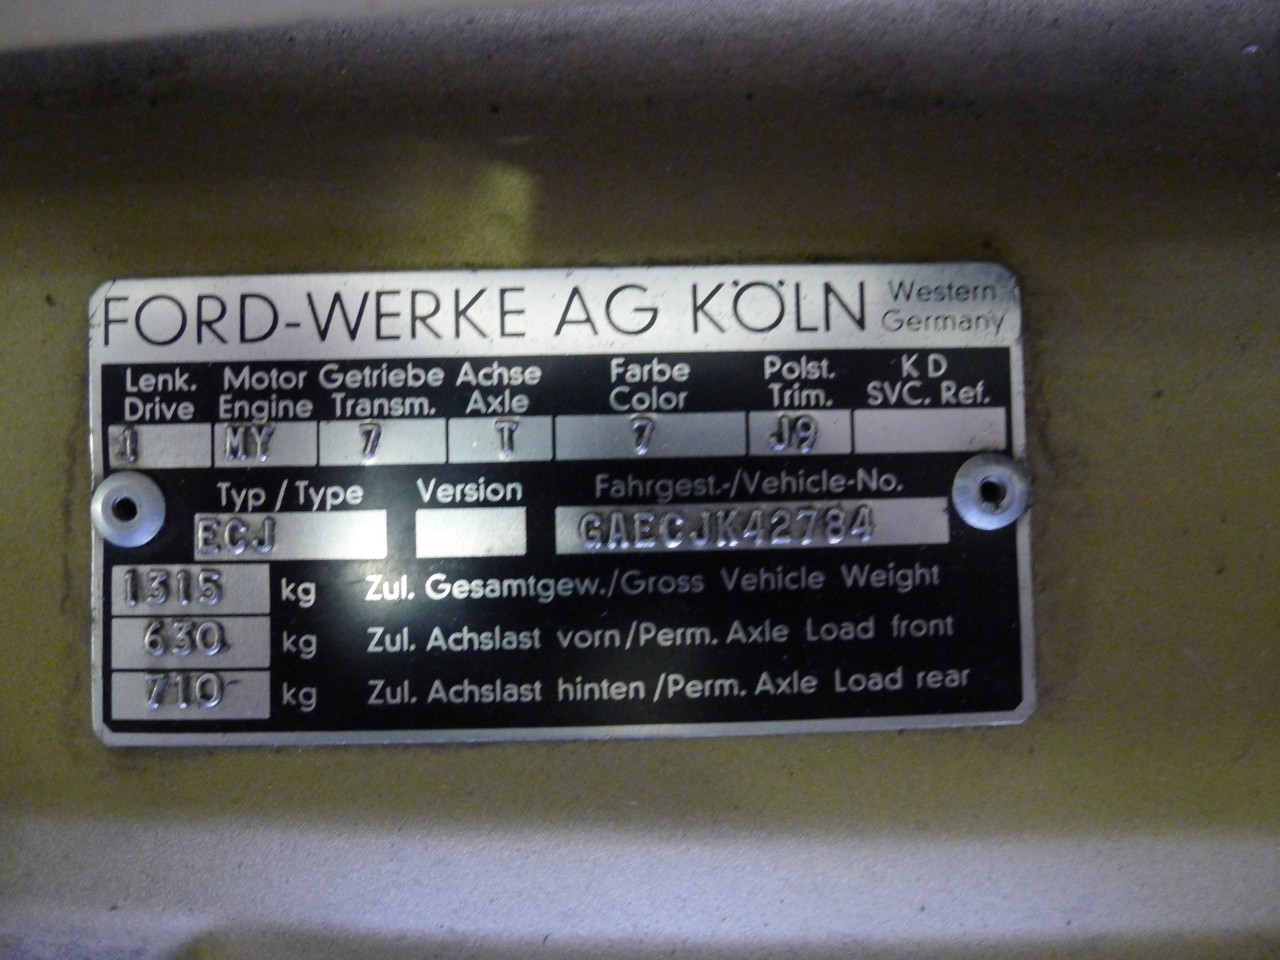 FORD-WERKE AG KÖLN Western Germany
Lenk. Motor Getriebe Achse Farbe Polst. K D
Drive Engine Transm. Axle Color Trim. SVC. Ref.
1 MY 7 T 7 J9
Typ / Type Version Fahrgest.-/Vehicle-No.
ECJ GAECJK42784
1315 kg Zul. Gesamtgew./Gross Vehicle Weight
630 kg Zul. Achslast vorn/Perm. Axle Load front
710 kg Zul. Achslast hinten/Perm. Axle Load rear